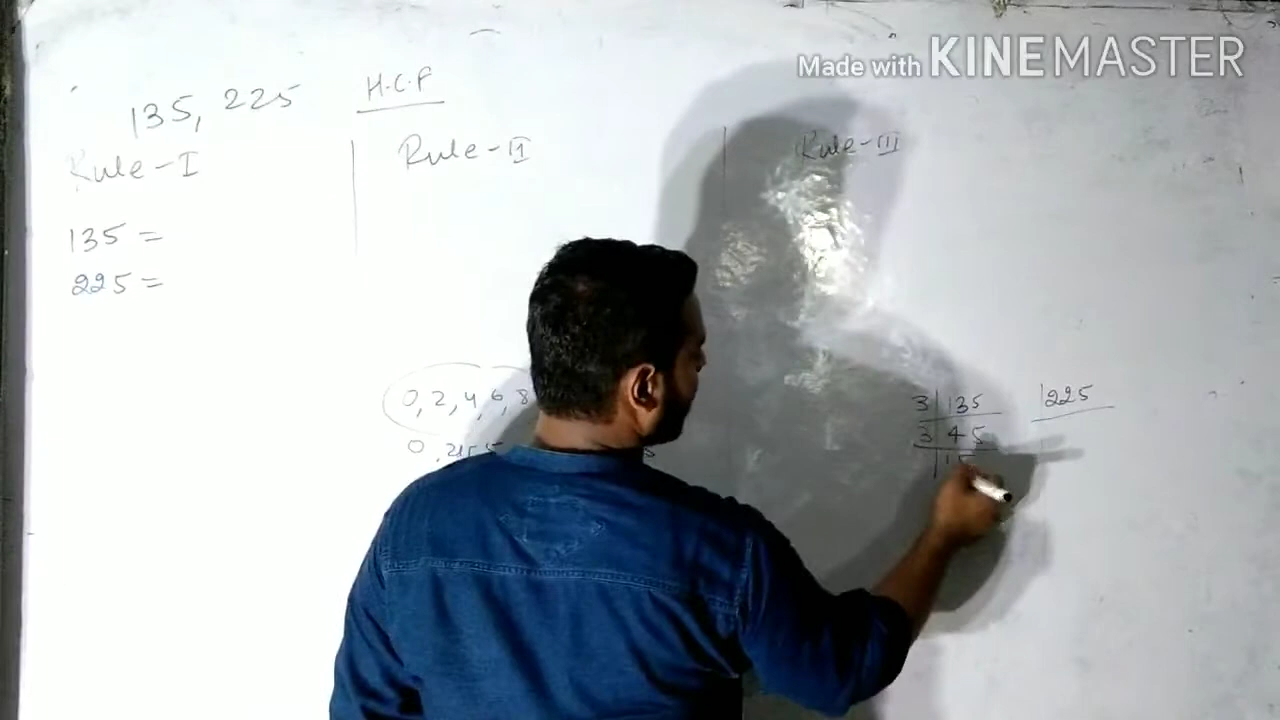 Made with KINEMASTER
135, 225 H.C.F
Rule-I Rule-II Rule-III
135 =
225 =
0, 2, 4, 6, 8
3 135 225
3 45
15